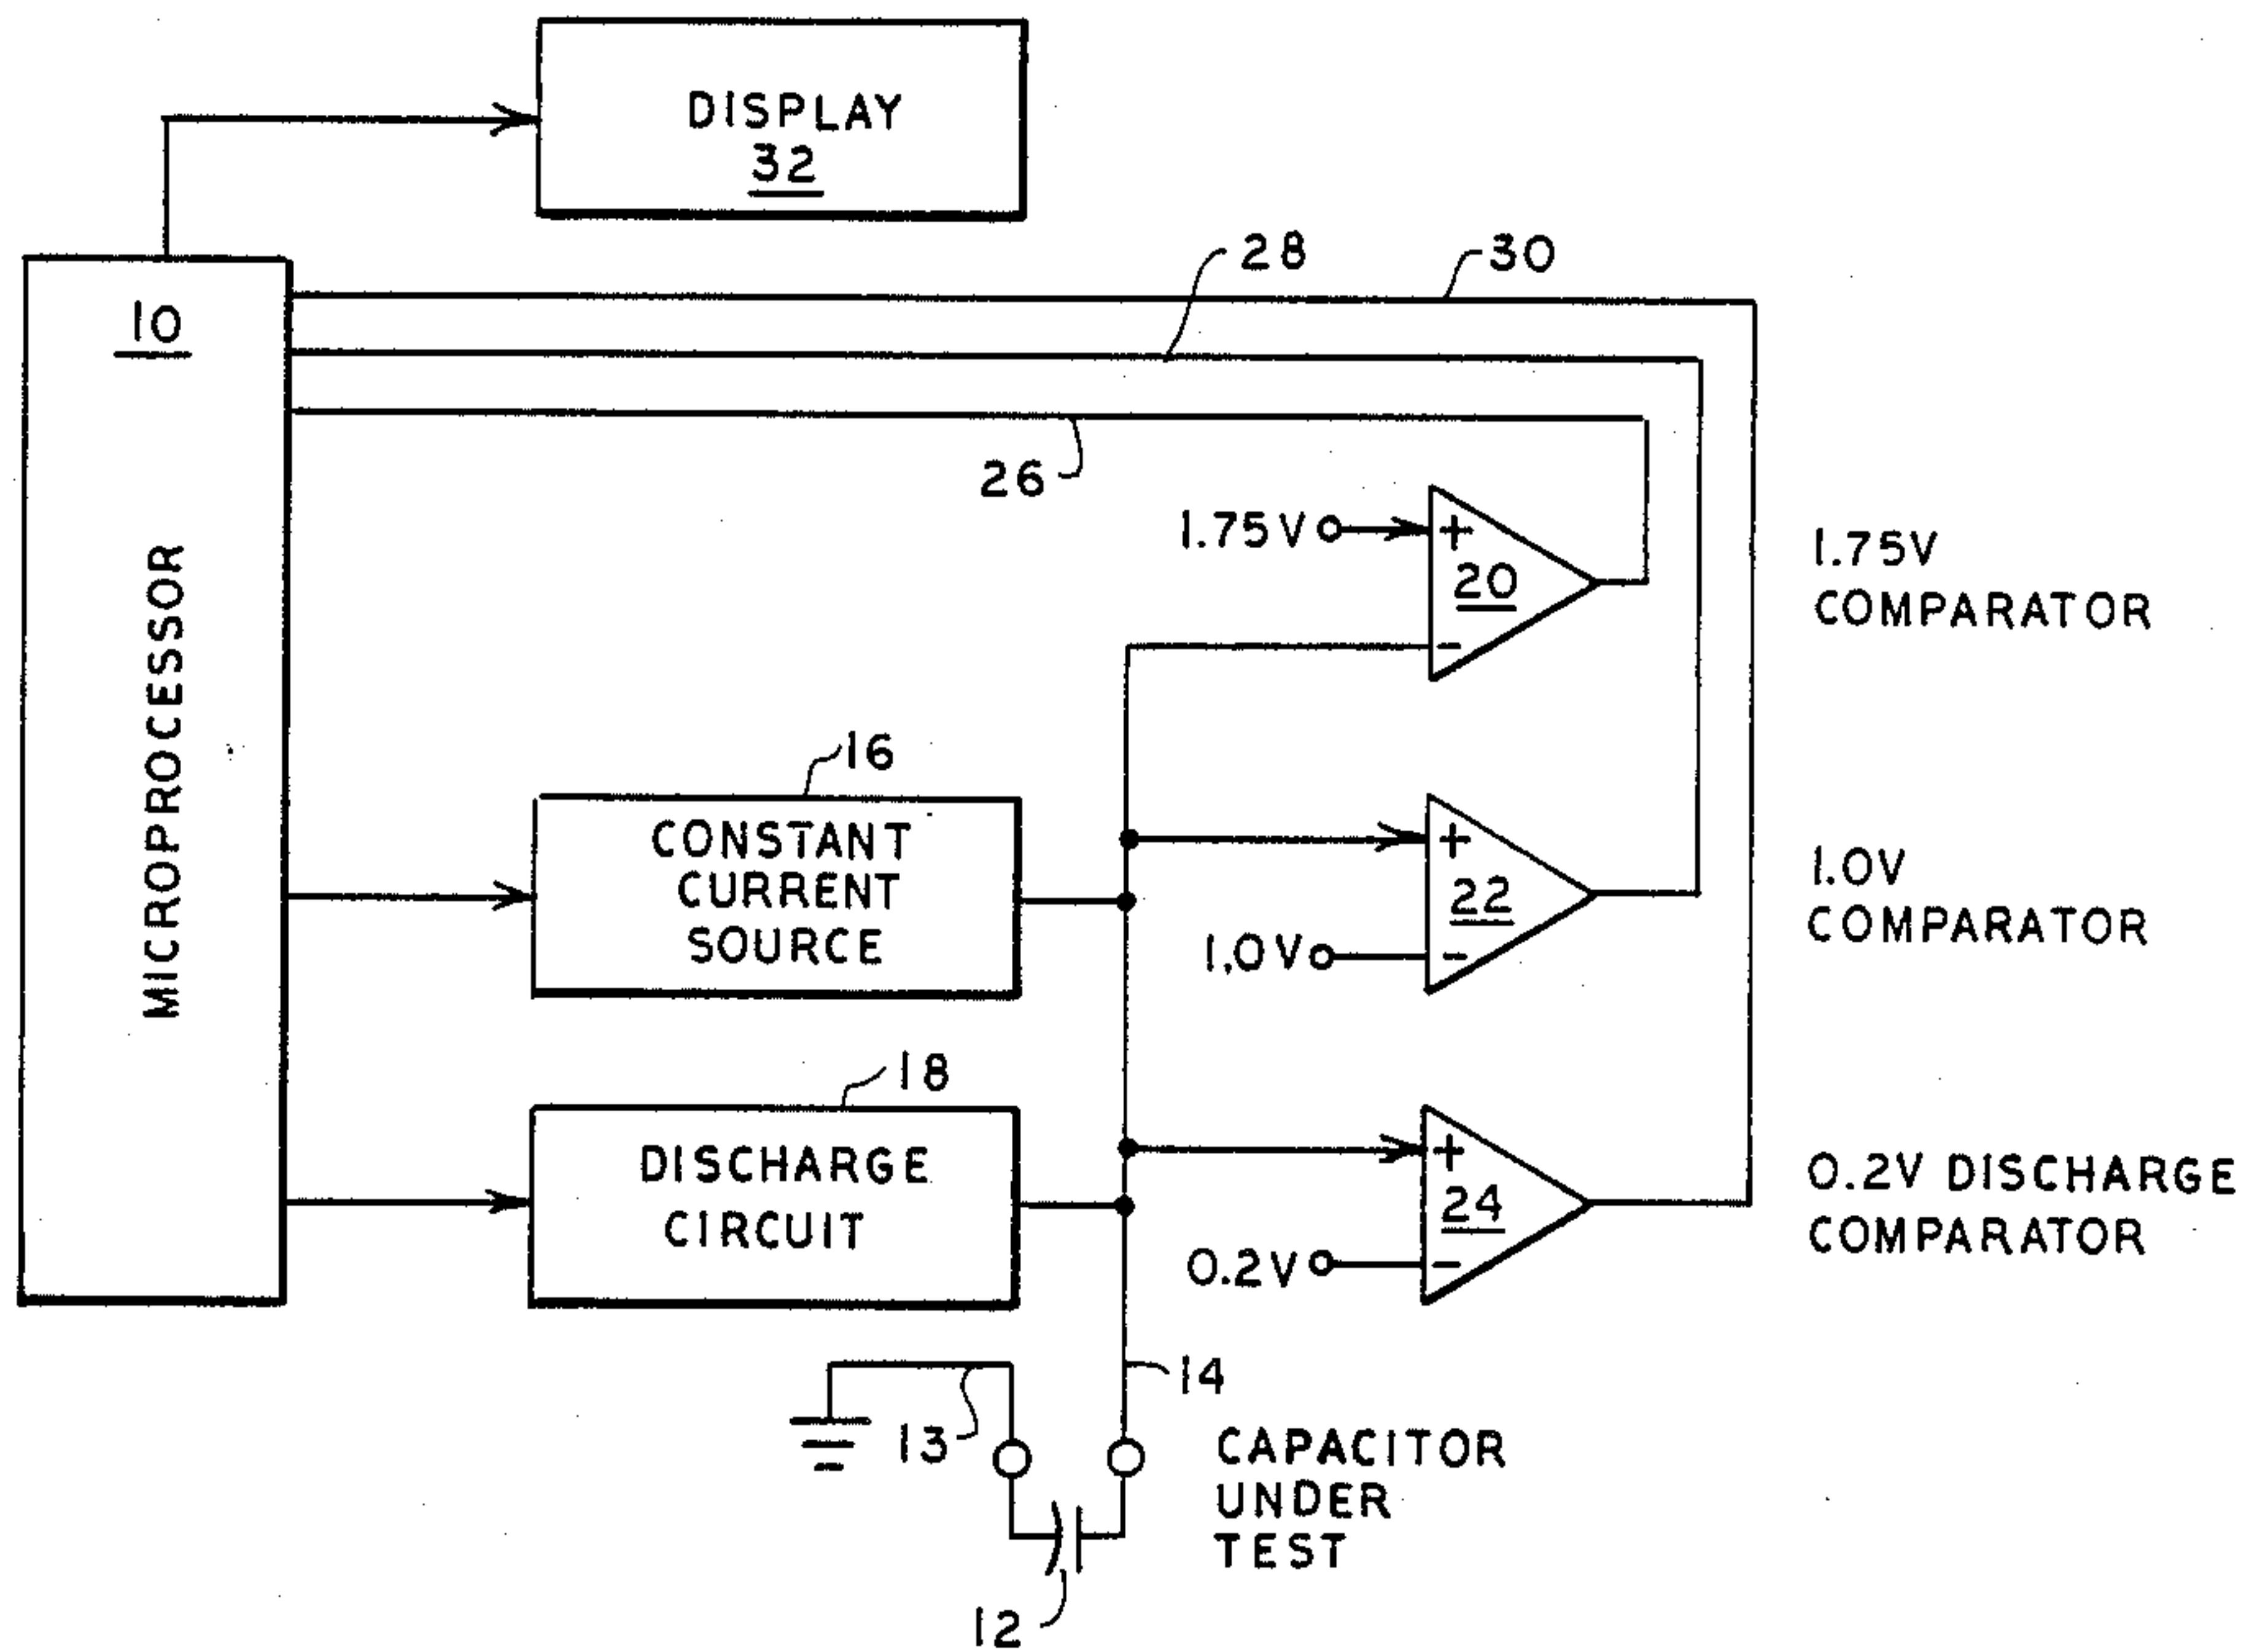 DISPLAY
32
28
30
10
26
MICROPROCESSOR
1.75V
+
20
-
1.75V
COMPARATOR
16
CONSTANT
CURRENT
SOURCE
+
22
1.0V
-
1.0V
COMPARATOR
18
DISCHARGE
CIRCUIT
+
24
0.2V
-
0.2V DISCHARGE
COMPARATOR
14
13
CAPACITOR
UNDER
TEST
12